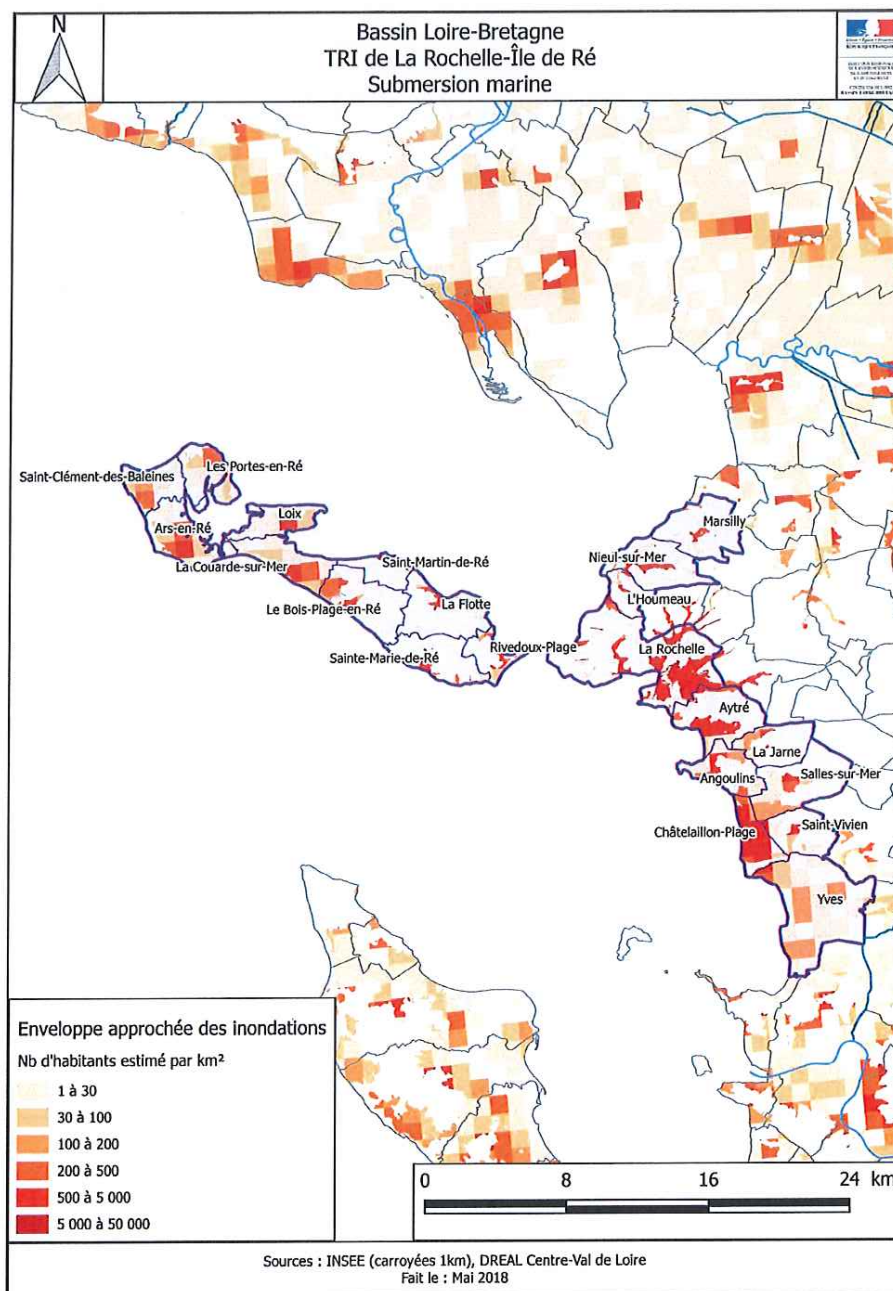 N
Bassin Loire-Bretagne
TRI de La Rochelle-Île de Ré
Submersion marine
Les Portes-en-Ré
Saint-Clément-des-Baleines
Loix
Ars-en-Ré
Marsilly
La Couarde-sur-Mer
Saint-Martin-de-Ré
Nieul-sur-Mer
L'Houmeau
La Flotte
Le Bois-Plage-en-Ré
Rivedoux-Plage
La Rochelle
Sainte-Marie-de-Ré
Aytré
La Jarne
Angoulins
Salles-sur-Mer
Châtelaillon-Plage
Saint-Vivien
Yves
Enveloppe approchée des inondations
Nb d'habitants estimé par km²
1 à 30
30 à 100
100 à 200
200 à 500
500 à 5 000
5 000 à 50 000
0 8 16 24 km
Sources : INSEE (carroyées 1km), DREAL Centre-Val de Loire
Fait le : Mai 2018